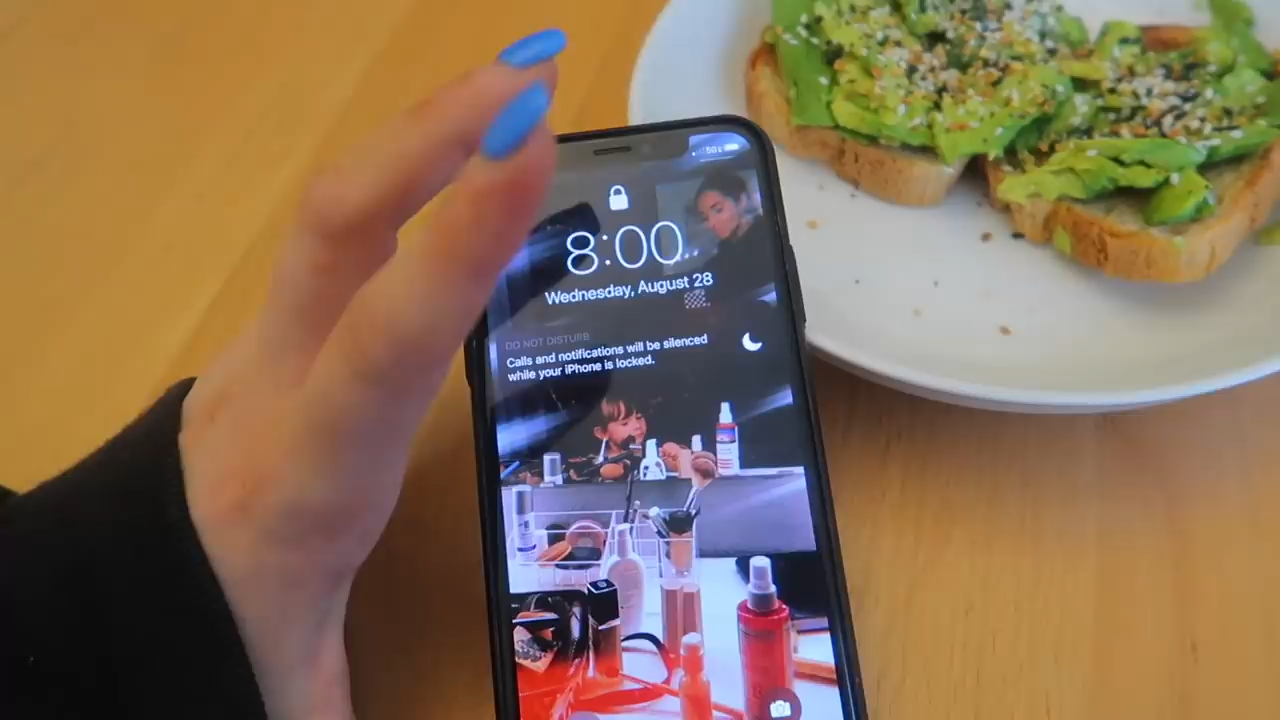 8:00
Wednesday, August 28
DO NOT DISTURB
Calls and notifications will be silenced
while your iPhone is locked.